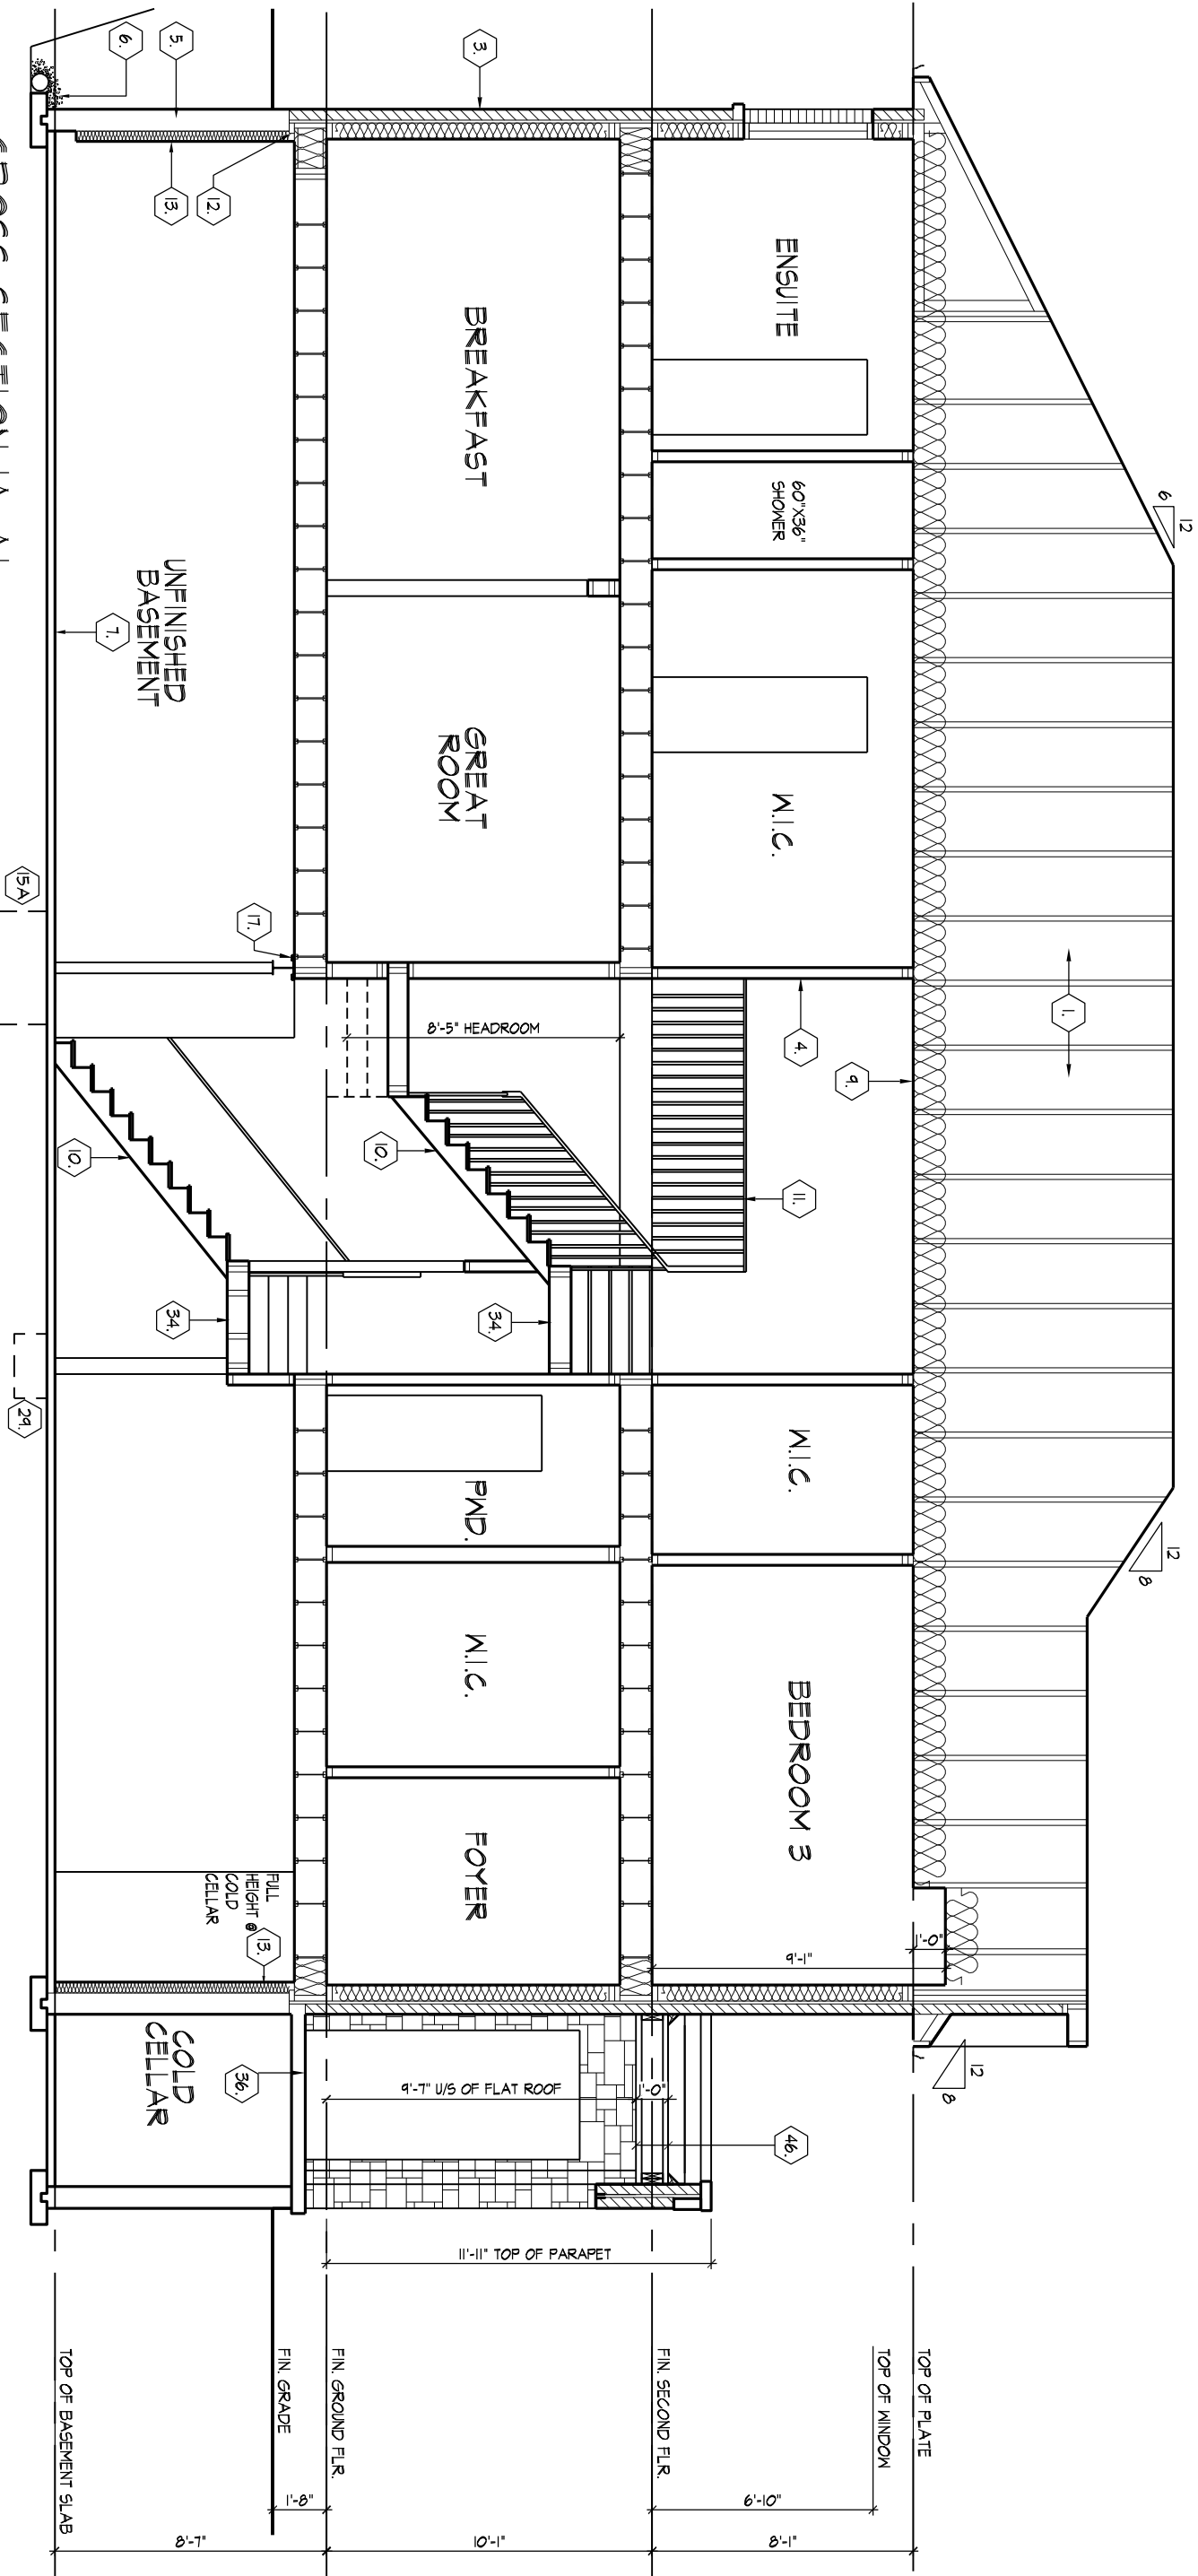 12
6
1.
12
8
12
8
9.
4.
11.
3.
ENSUITE
60"X36"
SHOWER
W.I.C.
W.I.C.
BEDROOM 3
1'-0"
9'-1"
TOP OF PLATE
TOP OF WINDOW
6'-10"
8'-1"
FIN. SECOND FLR.
46.
BREAKFAST
GREAT
ROOM
8'-5" HEADROOM
10.
34.
PWD.
W.I.C.
FOYER
9'-7" U/S OF FLAT ROOF
1'-0"
11'-11" TOP OF PARAPET
10'-1"
FIN. GROUND FLR.
1'-8"
FIN. GRADE
5.
6.
12.
13.
17.
UNFINISHED
BASEMENT
7.
10.
34.
FULL
HEIGHT @
COLD
CELLAR
13.
36.
COLD
CELLAR
8'-7"
TOP OF BASEMENT SLAB
15A
29.